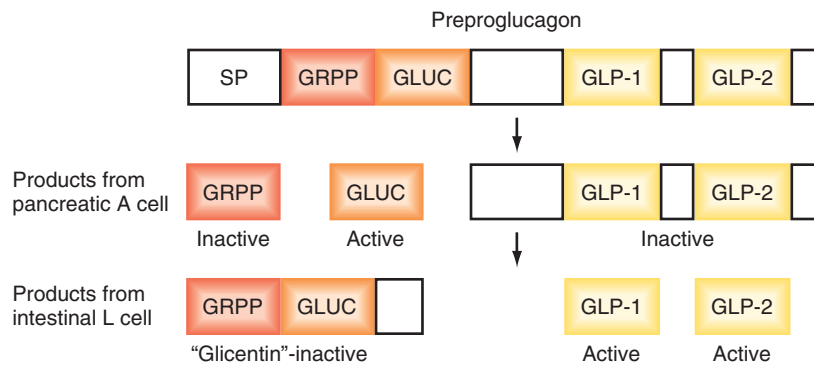 Preproglucagon
SP GRPP GLUC GLP-1 GLP-2
Products from
pancreatic A cell
GRPP GLUC GLP-1 GLP-2
Inactive Active Inactive
Products from
intestinal L cell
GRPP GLUC GLP-1 GLP-2
“Glicentin”-inactive Active Active